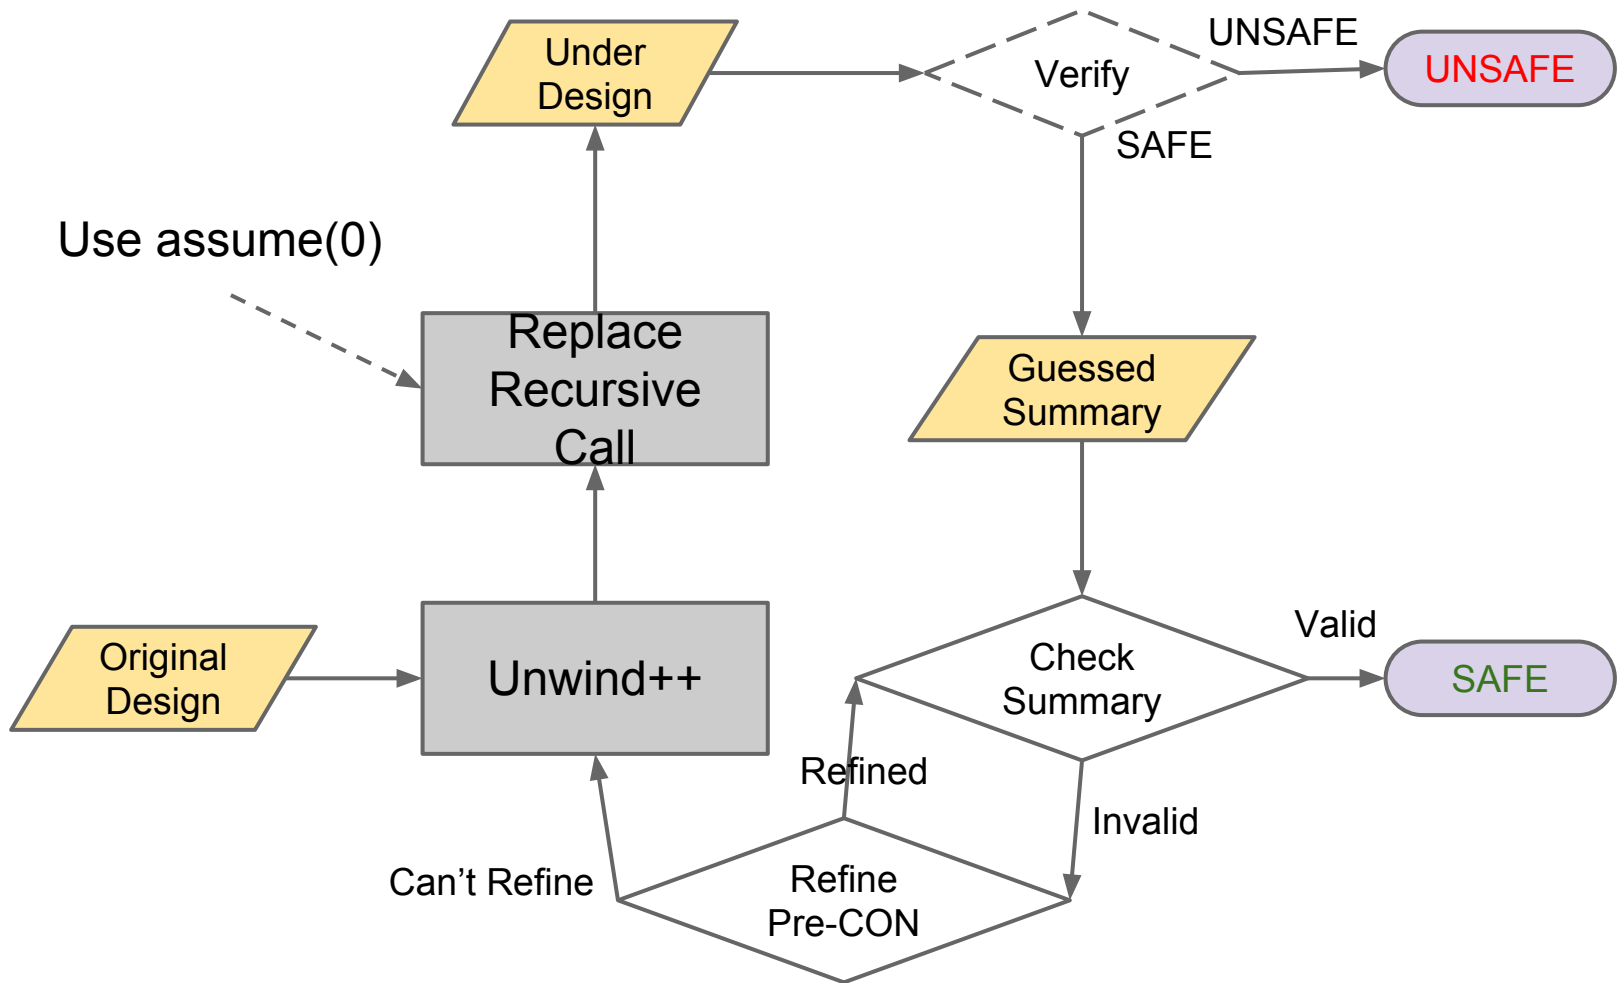 Under
Design
Verify
UNSAFE
UNSAFE
SAFE
Use assume(0)
Replace
Recursive
Call
Guessed
Summary
Original
Design
Unwind++
Check
Summary
Valid
SAFE
Refined
Invalid
Can’t Refine
Refine
Pre-CON